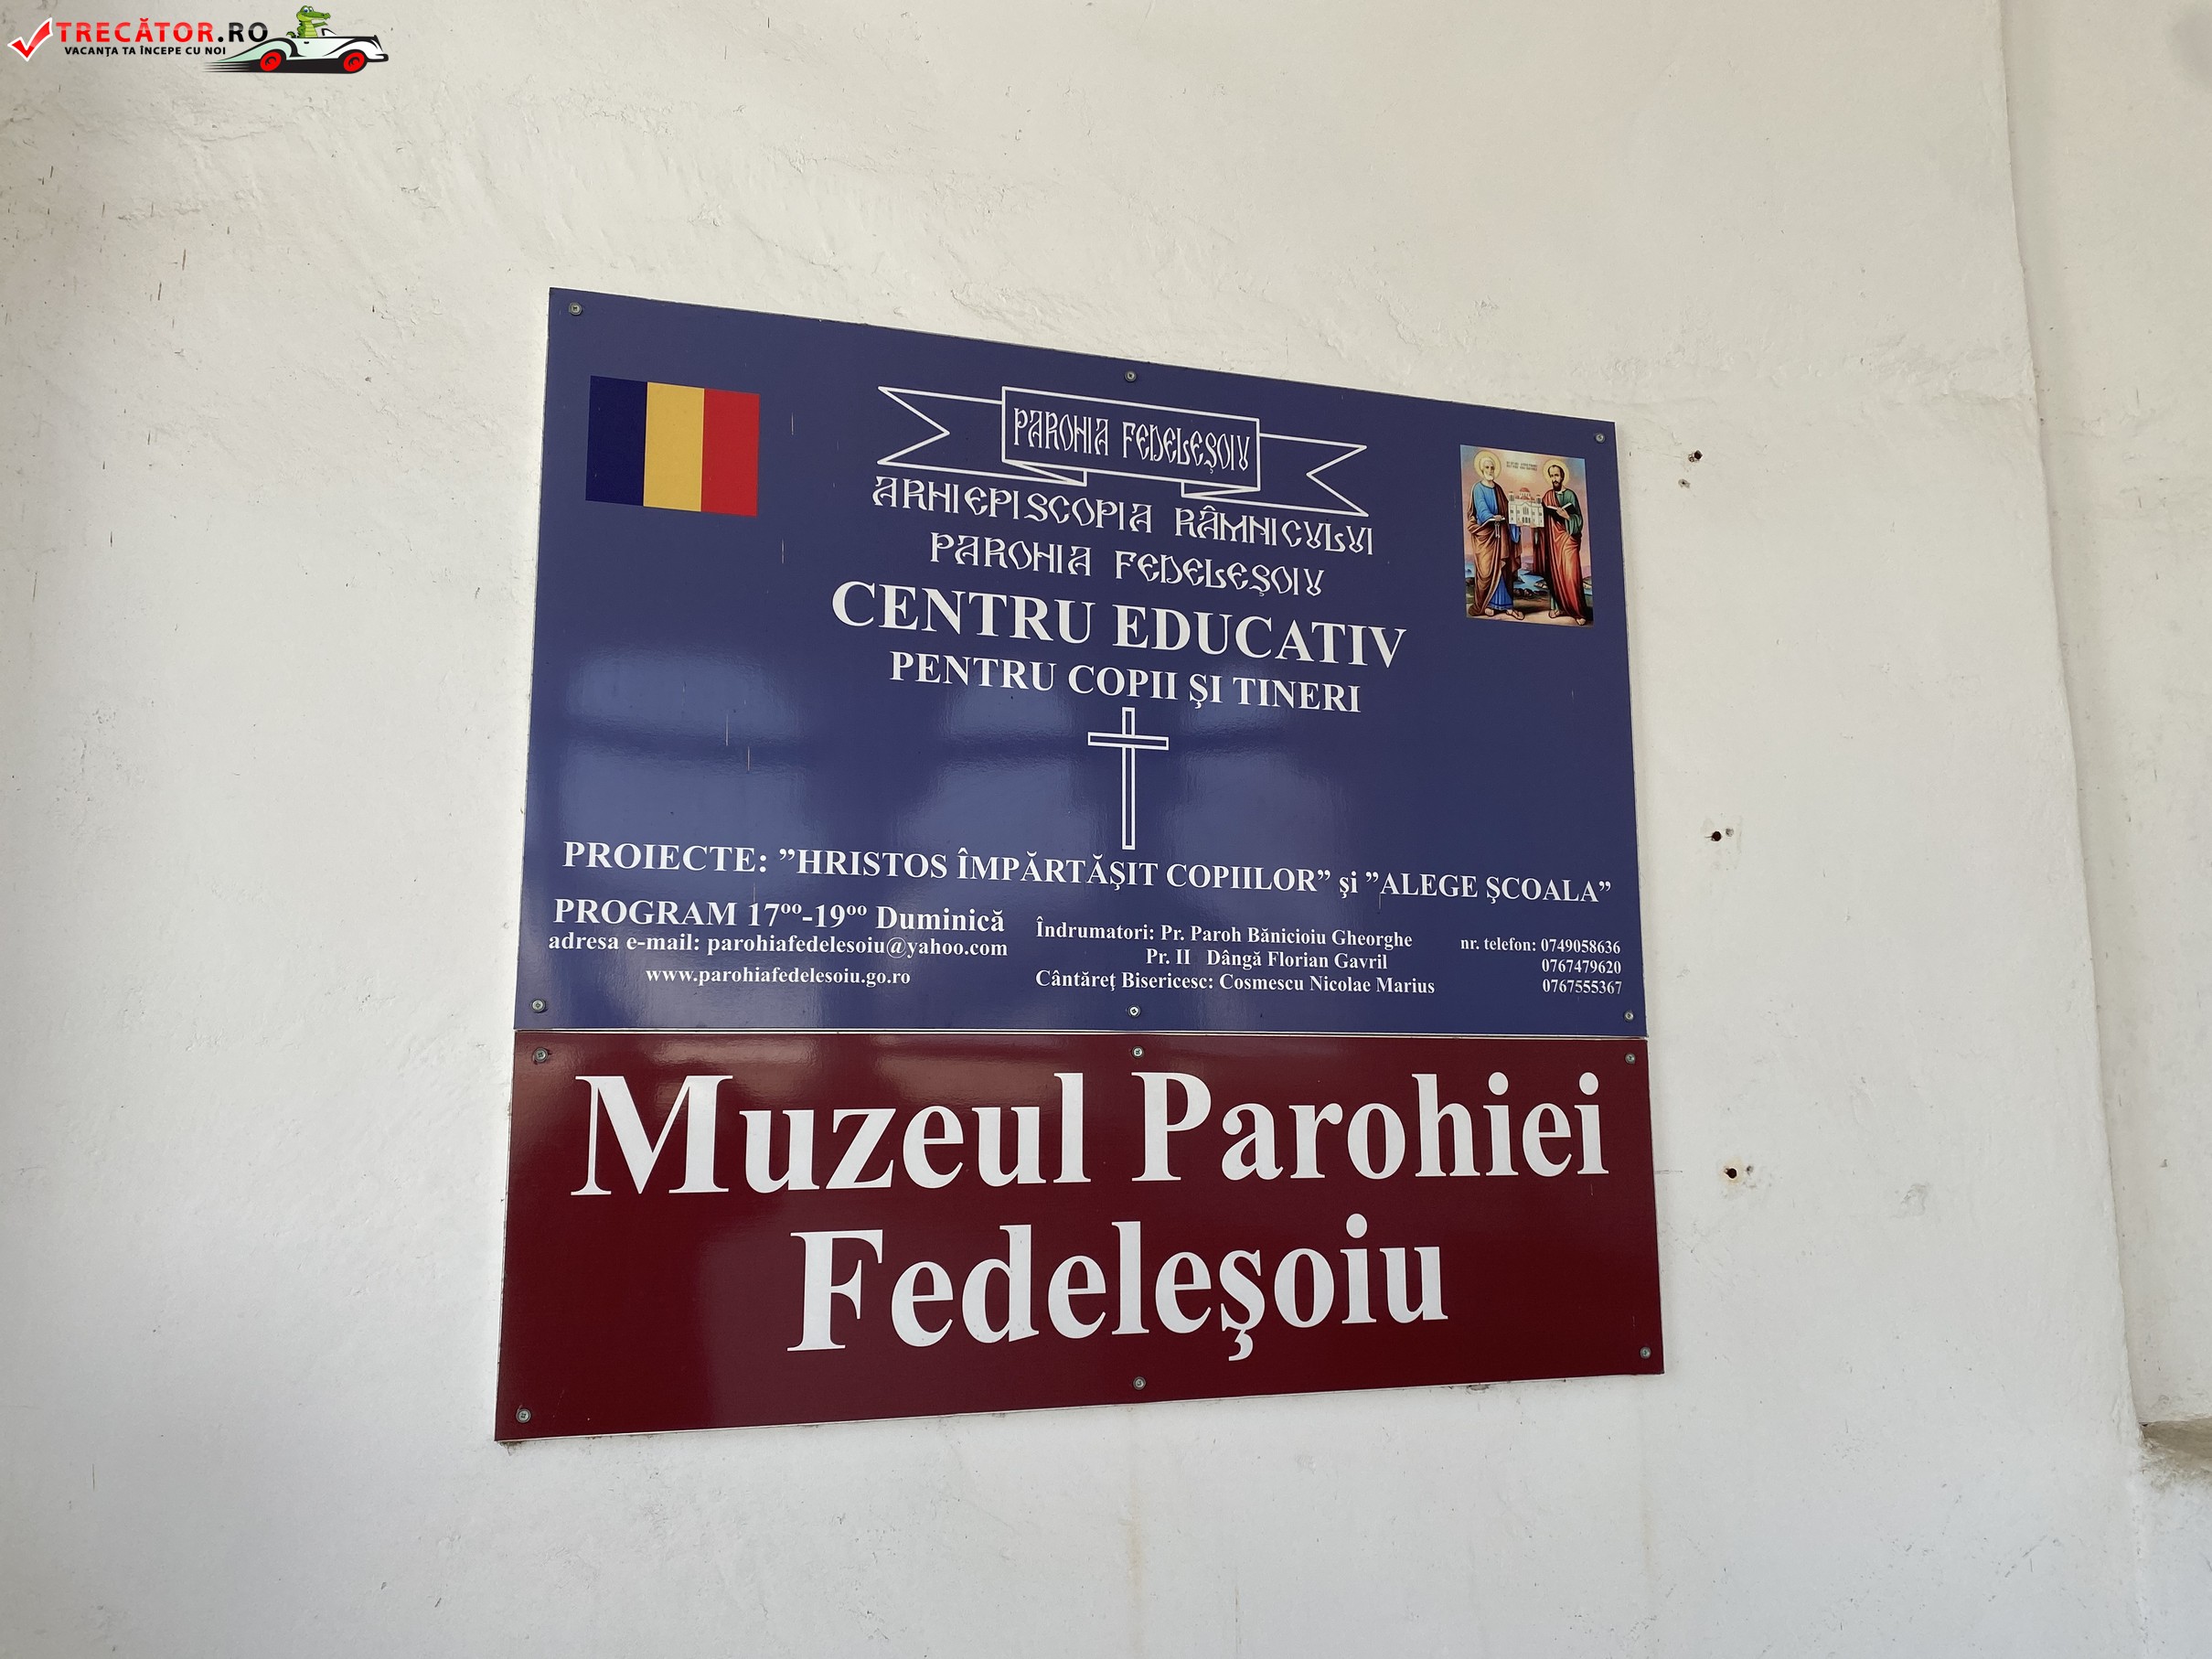 TRECĂTOR.RO
VACANȚA TA ÎNCEPE CU NOI
PAROHIA FEDELEŞOIU
ARHIEPISCOPIA RÂMNICULUI
PAROHIA FEDELEŞOIU
CENTRU EDUCATIV
PENTRU COPII ŞI TINERI
PROIECTE: ”HRISTOS ÎMPĂRTĂŞIT COPIILOR” şi ”ALEGE ŞCOALA”
PROGRAM 17ºº-19ºº Duminică
adresa e-mail: parohiafedelesoiu@yahoo.com
www.parohiafedelesoiu.go.ro
Îndrumatori: Pr. Paroh Bănicioiu Gheorghe
Pr. II Dângă Florian Gavril
Cântăreţ Bisericesc: Cosmescu Nicolae Marius
nr. telefon: 0749058636
0767479620
0767555367
Muzeul Parohiei
Fedeleşoiu